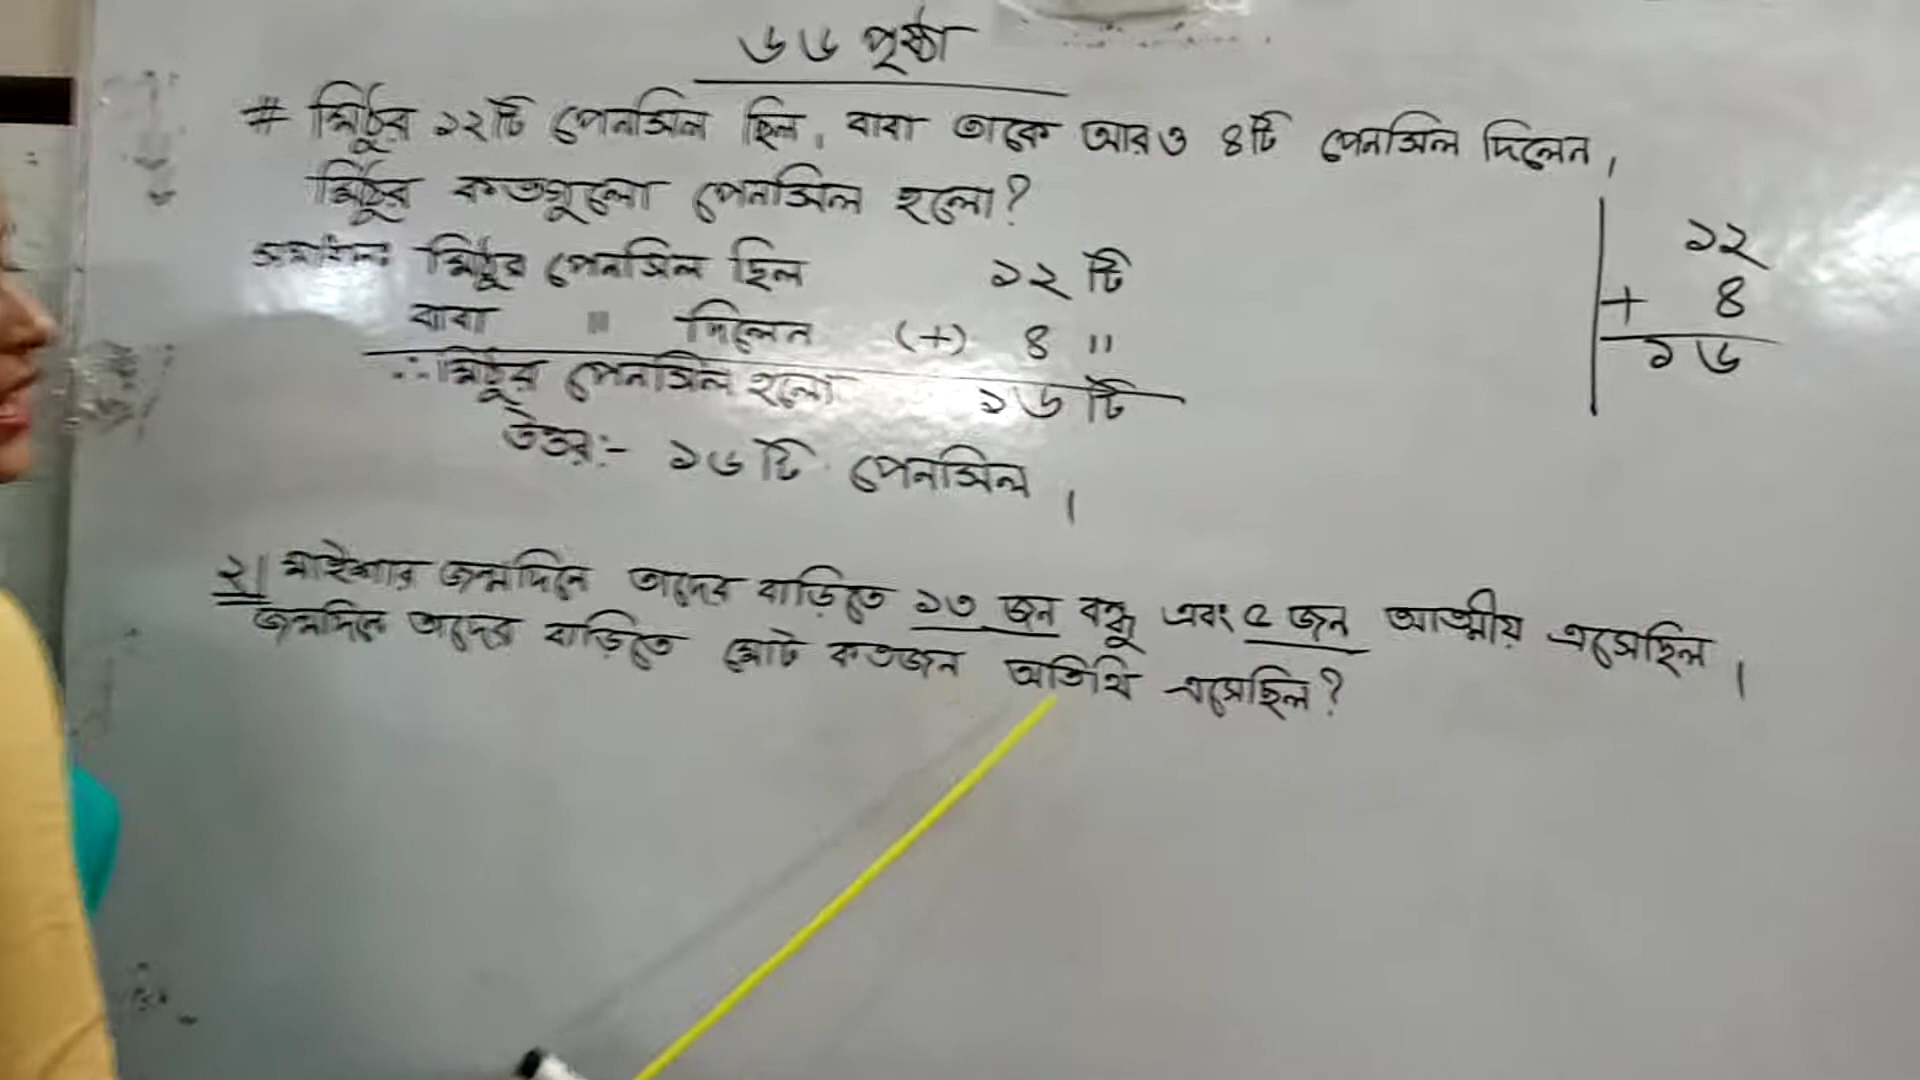 ৬৬ পৃষ্ঠা
# মিঠুর ১২টি পেনসিল ছিল। বাবা তাকে আরও ৪টি পেনসিল দিলেন।
মিঠুর কতগুলো পেনসিল হলো?
সমাধানঃ মিঠুর পেনসিল ছিল ১২ টি
বাবা " দিলেন (+) ৪ "
∴ মিঠুর পেনসিল হলো ১৬ টি
উত্তর:- ১৬ টি পেনসিল।
১২
+ ৪
১৬
২। মাইশার জন্মদিনে তাদের বাড়িতে ১৩ জন বন্ধু এবং ৫ জন আত্মীয় এসেছিল।
জন্মদিনে তাদের বাড়িতে মোট কতজন অতিথি এসেছিল?